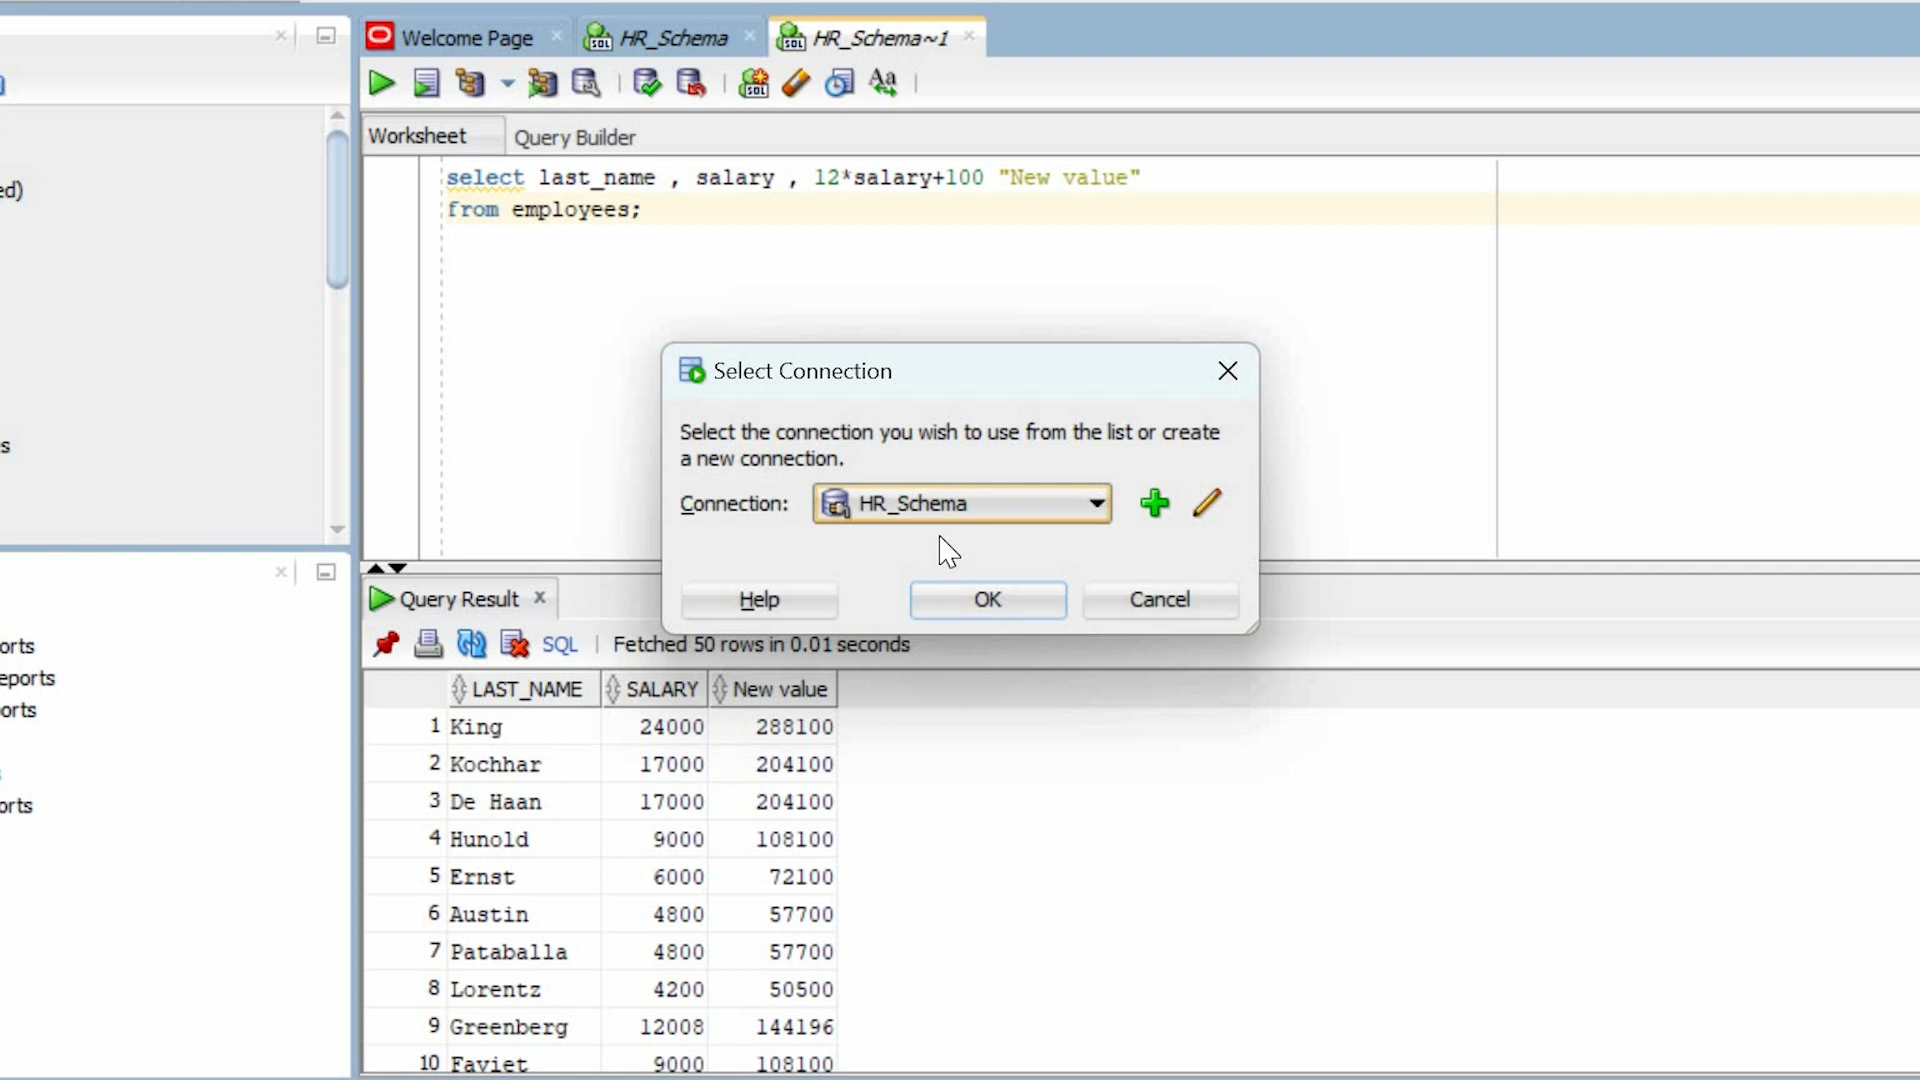 Welcome Page
HR_Schema
HR_Schema~1
Worksheet
Query Builder
select last_name , salary , 12*salary+100 "New value"
from employees;
ed)
s
Select Connection
Select the connection you wish to use from the list or create
a new connection.
Connection:
HR_Schema
Help
OK
Cancel
Query Result
SQL
Fetched 50 rows in 0.01 seconds
orts
eports
orts
orts
LAST_NAME SALARY New value
1 King 24000 288100
2 Kochhar 17000 204100
3 De Haan 17000 204100
4 Hunold 9000 108100
5 Ernst 6000 72100
6 Austin 4800 57700
7 Pataballa 4800 57700
8 Lorentz 4200 50500
9 Greenberg 12008 144196
10 Faviet 9000 108100